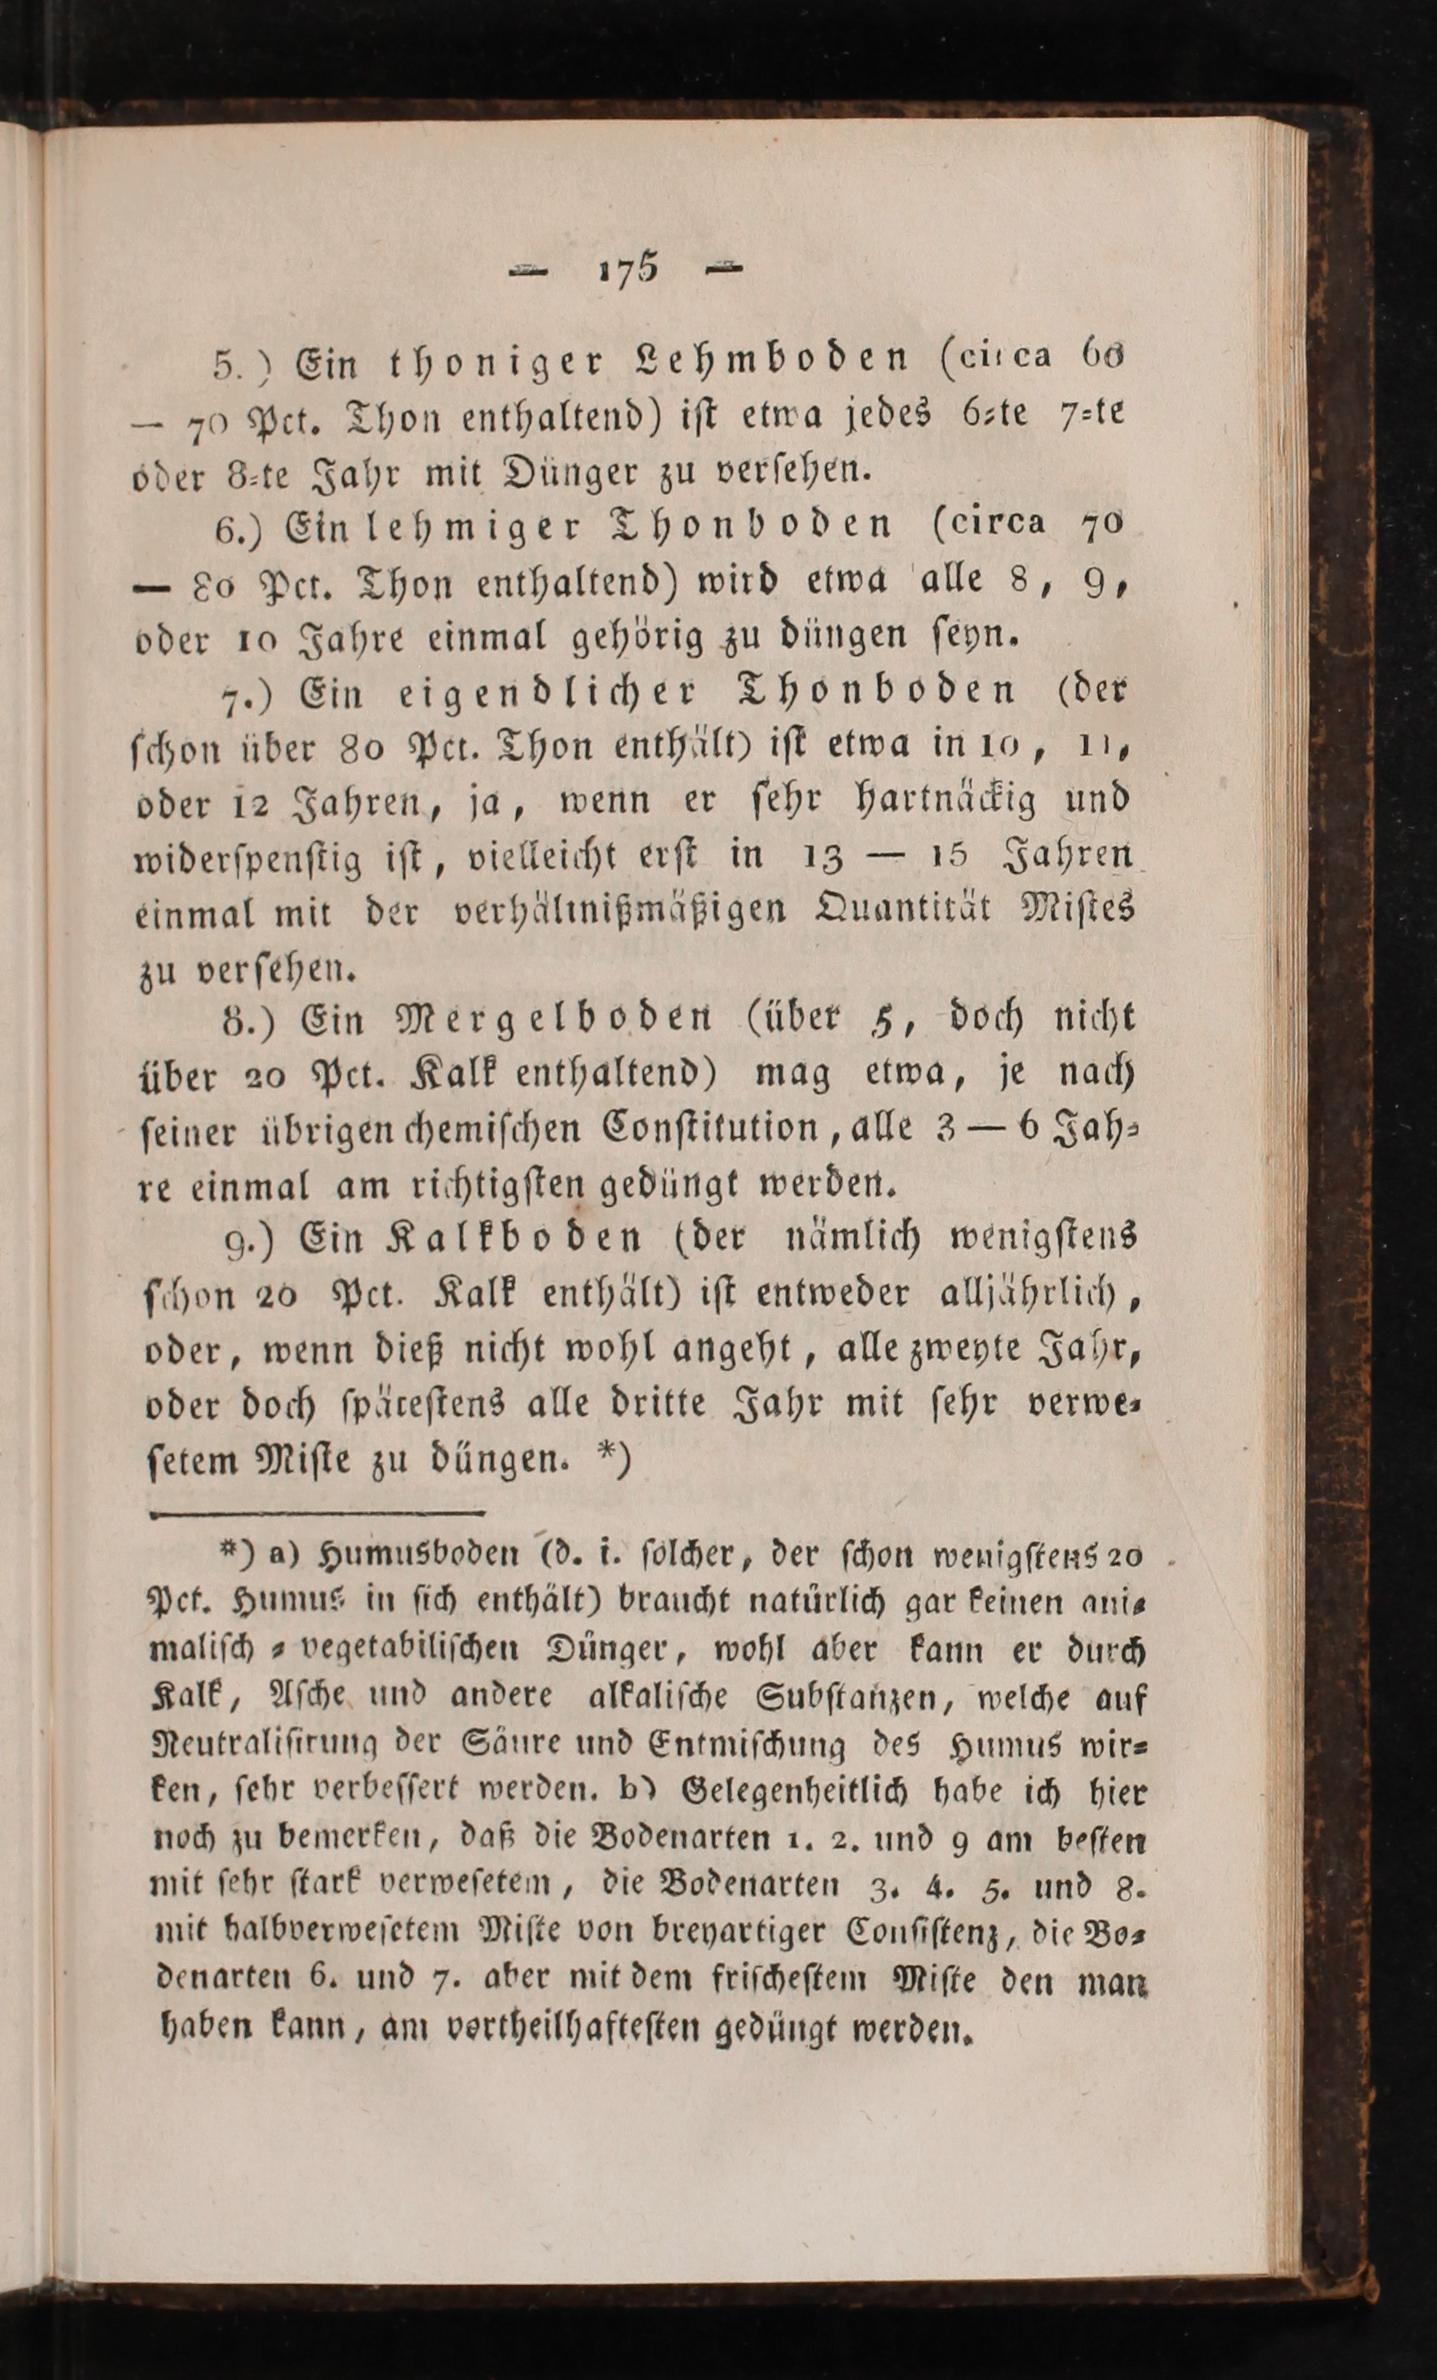 — 175 —
5.) Ein thoniger Lehmboden (circa 60
— 70 Pct. Thon enthaltend) iſt etwa jedes 6⸗te 7⸗te
oder 8⸗te Jahr mit Dünger zu verſehen.
6.) Ein lehmiger Thonboden (circa 70
— 80 Pct. Thon enthaltend) wird etwa alle 8, 9,
oder 10 Jahre einmal gehörig zu düngen ſeyn.
7.) Ein eigendlicher Thonboden (der
ſchon über 80 Pct. Thon enthält) iſt etwa in 10, 11,
oder 12 Jahren, ja, wenn er ſehr hartnäckig und
widerſpenſtig iſt, vielleicht erſt in 13 — 15 Jahren
einmal mit der verhältnißmäßigen Quantität Miſtes
zu verſehen.
8.) Ein Mergelboden (über 5, doch nicht
über 20 Pct. Kalk enthaltend) mag etwa, je nach
ſeiner übrigen chemiſchen Conſtitution, alle 3 — 6 Jah⸗
re einmal am richtigſten gedüngt werden.
9.) Ein Kalkboden (der nämlich wenigſtens
ſchon 20 Pct. Kalk enthält) iſt entweder alljährlich,
oder, wenn dieß nicht wohl angeht, alle zweyte Jahr,
oder doch ſpäteſtens alle dritte Jahr mit ſehr verwe⸗
ſetem Miſte zu düngen. *)
*) a) Humusboden (d. i. ſolcher, der ſchon wenigſtens 20
Pct. Humus in ſich enthält) braucht natürlich gar keinen ani⸗
maliſch ⸗ vegetabiliſchen Dünger, wohl aber kann er durch
Kalk, Aſche und andere alkaliſche Subſtanzen, welche auf
Neutraliſirung der Säure und Entmiſchung des Humus wir⸗
ken, ſehr verbeſſert werden. b) Gelegenheitlich habe ich hier
noch zu bemerken, daß die Bodenarten 1. 2. und 9 am beſten
mit ſehr ſtark verweſetem, die Bodenarten 3. 4. 5. und 8.
mit halbverweſetem Miſte von breyartiger Conſiſtenz, die Bo⸗
denarten 6. und 7. aber mit dem friſcheſtem Miſte den man
haben kann, am vortheilhafteſten gedüngt werden.